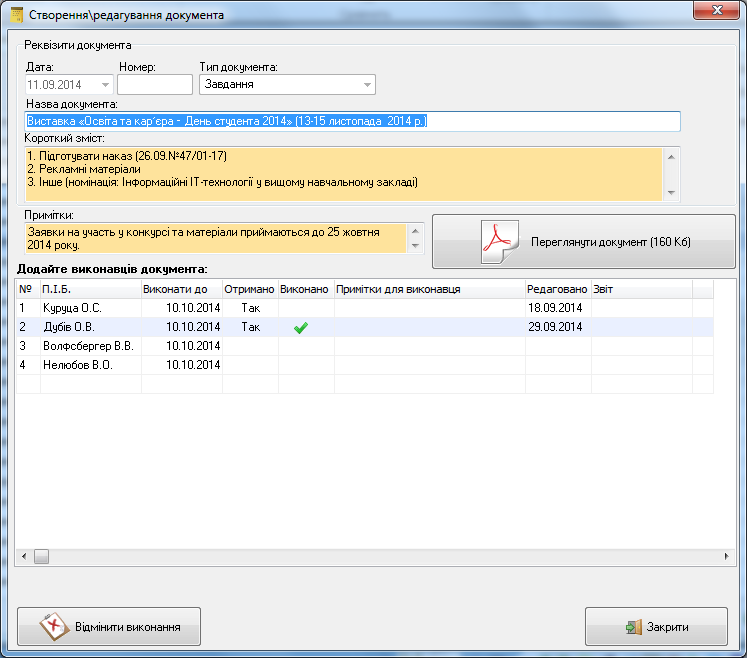 Створення\редагування документа
Реквізити документа
Дата: Номер: Тип документа:
11.09.2014 Завдання
Назва документа:
Виставка «Освіта та кар´єра - День студента 2014» (13-15 листопада 2014 р.)
Короткий зміст:
1. Підготувати наказ (26.09.№47/01-17)
2. Рекламні матеріали
3. Інше (номінація: Інформаційні ІТ-технології у вищому навчальному закладі)
Примітки:
Заявки на участь у конкурсі та матеріали приймаються до 25 жовтня
2014 року.
Переглянути документ (160 Кб)
Додайте виконавців документа:
№ П.І.Б. Виконати до Отримано Виконано Примітки для виконавця Редаговано Звіт
1 Куруца О.С. 10.10.2014 Так 18.09.2014
2 Дубів О.В. 10.10.2014 Так 29.09.2014
3 Волфсбергер В.В. 10.10.2014
4 Нелюбов В.О. 10.10.2014
Відмінити виконання
Закрити